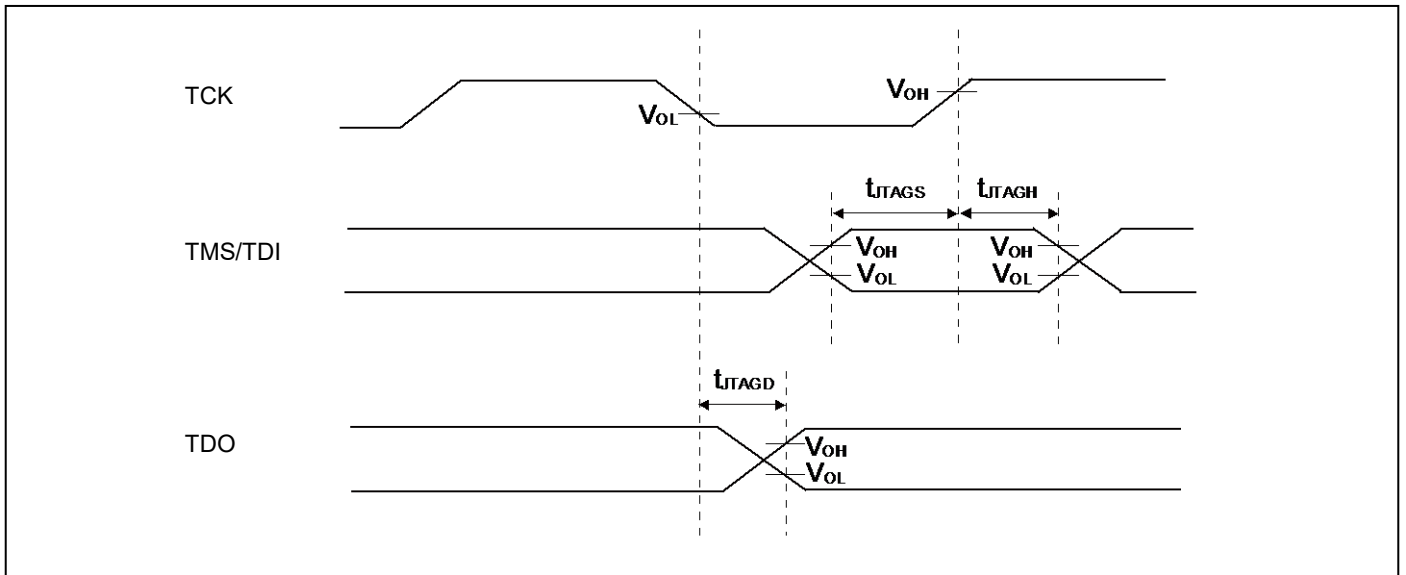 TCK
VOL
VOH
tJTAGS
tJTAGH
TMS/TDI
VOH
VOL
VOH
VOL
tJTAGD
TDO
VOH
VOL